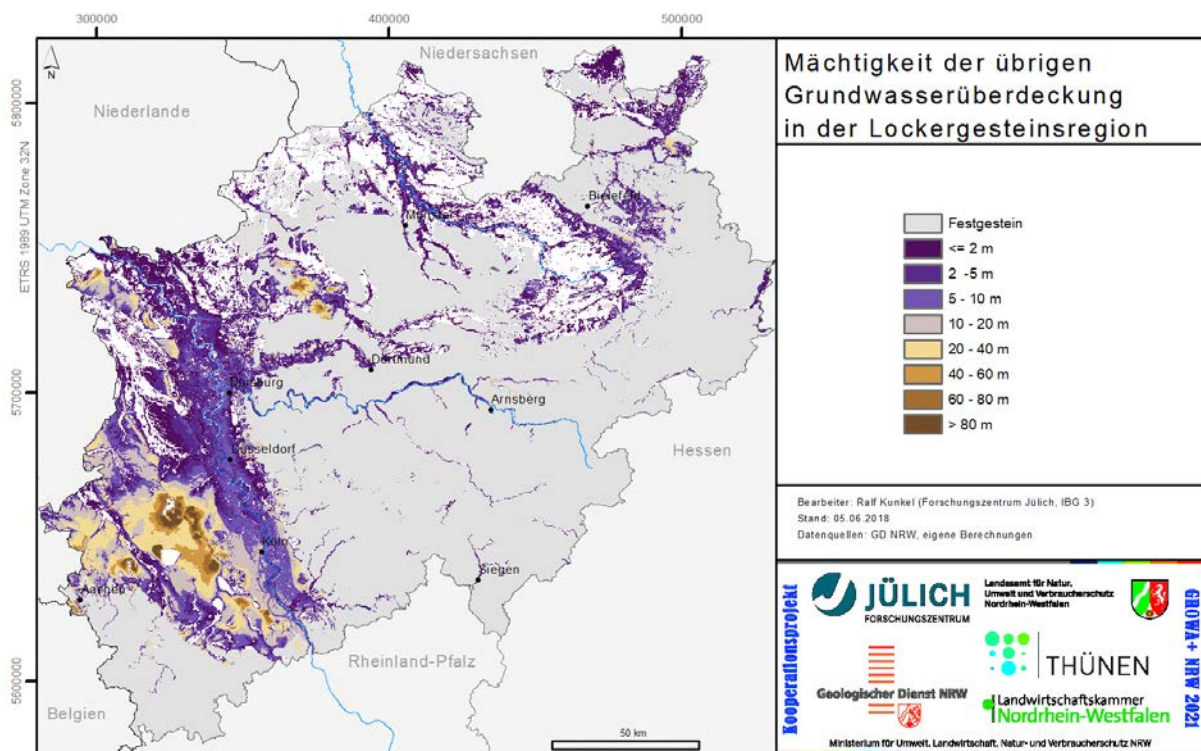 300000
400000
500000
N
Niedersachsen
Niederlande
5800000
ETRS 1989 UTM Zone 32N
Bielefeld
Münster
Dortmund
Duisburg
5700000
Arnsberg
Düsseldorf
Hessen
Köln
Siegen
Aachen
Rheinland-Pfalz
5600000
Belgien
50 km
Mächtigkeit der übrigen
Grundwasserüberdeckung
in der Lockergesteinsregion
Festgestein
<= 2 m
2 -5 m
5 - 10 m
10 - 20 m
20 - 40 m
40 - 60 m
60 - 80 m
> 80 m
Bearbeiter: Ralf Kunkel (Forschungszentrum Jülich, IBG 3)
Stand: 05.06.2018
Datenquellen: GD NRW, eigene Berechnungen
Kooperationsprojekt
JÜLICH
FORSCHUNGSZENTRUM
Landesamt für Natur,
Umwelt und Verbraucherschutz
Nordrhein-Westfalen
GROWA+ NRW 2021
THÜNEN
Geologischer Dienst NRW
Landwirtschaftskammer
Nordrhein-Westfalen
Ministerium für Umwelt, Landwirtschaft, Natur- und Verbraucherschutz NRW